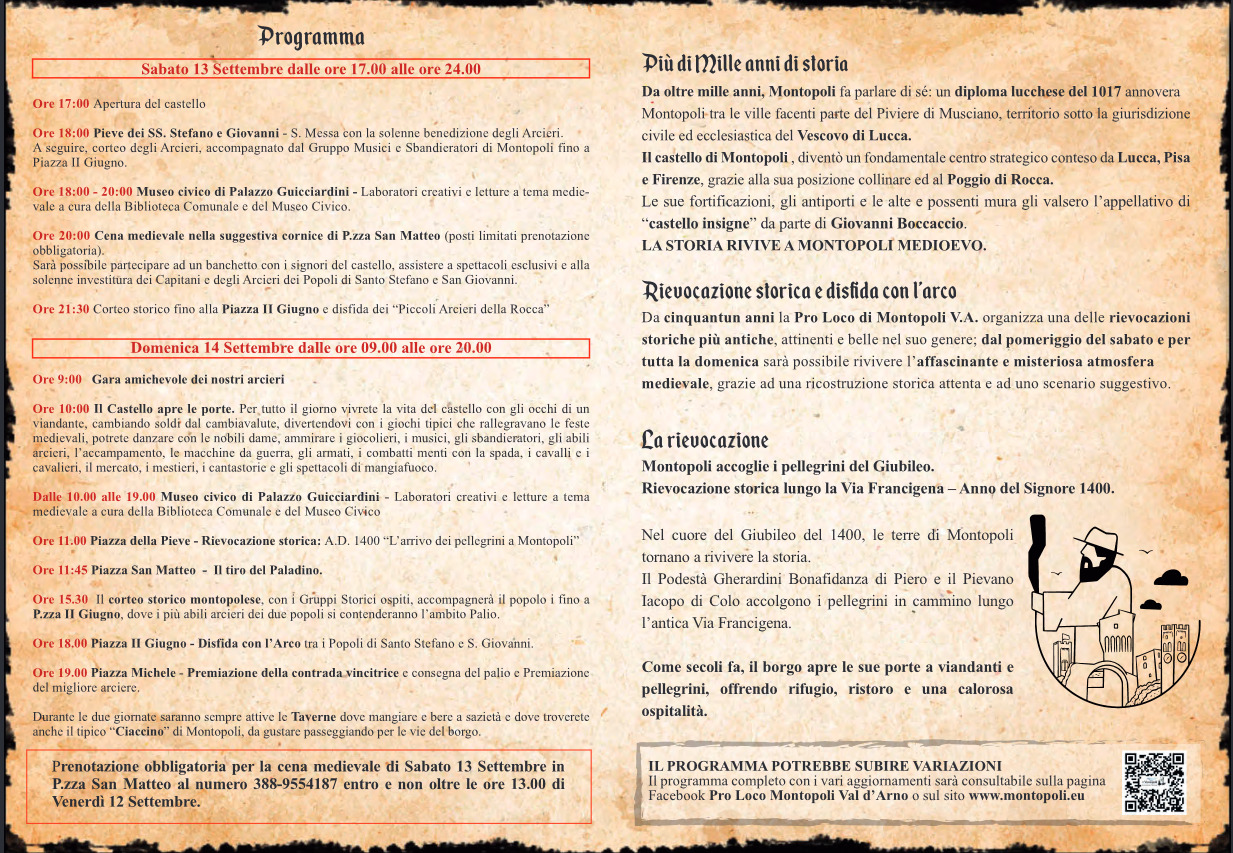 Programma
Sabato 13 Settembre dalle ore 17.00 alle ore 24.00
Ore 17:00 Apertura del castello
Ore 18:00 Pieve dei SS. Stefano e Giovanni - S. Messa con la solenne benedizione degli Arcieri.
A seguire, corteo degli Arcieri, accompagnato dal Gruppo Musici e Sbandieratori di Montopoli fino a
Piazza II Giugno.
Ore 18:00 - 20:00 Museo civico di Palazzo Guicciardini - Laboratori creativi e letture a tema medie-
vale a cura della Biblioteca Comunale e del Museo Civico.
Ore 20:00 Cena medievale nella suggestiva cornice di P.zza San Matteo (posti limitati prenotazione
obbligatoria).
Sarà possibile partecipare ad un banchetto con i signori del castello, assistere a spettacoli esclusivi e alla
solenne investitura dei Capitani e degli Arcieri dei Popoli di Santo Stefano e San Giovanni.
Ore 21:30 Corteo storico fino alla Piazza II Giugno e disfida dei “Piccoli Arcieri della Rocca”
Domenica 14 Settembre dalle ore 09.00 alle ore 20.00
Ore 9:00 Gara amichevole dei nostri arcieri
Ore 10:00 Il Castello apre le porte. Per tutto il giorno vivrete la vita del castello con gli occhi di un
viandante, cambiando soldi dal cambiavalute, divertendovi con i giochi tipici che rallegravano le feste
medievali, potrete danzare con le nobili dame, ammirare i giocolieri, i musici, gli sbandieratori, gli abili
arcieri, l’accampamento, le macchine da guerra, gli armati, i combatti menti con la spada, i cavalli e i
cavalieri, il mercato, i mestieri, i cantastorie e gli spettacoli di mangiafuoco.
Dalle 10.00 alle 19.00 Museo civico di Palazzo Guicciardini - Laboratori creativi e letture a tema
medievale a cura della Biblioteca Comunale e del Museo Civico
Ore 11.00 Piazza della Pieve - Rievocazione storica: A.D. 1400 “L’arrivo dei pellegrini a Montopoli”
Ore 11:45 Piazza San Matteo - Il tiro del Paladino.
Ore 15.30 Il corteo storico montopolese, con i Gruppi Storici ospiti, accompagnerà il popolo i fino a
P.zza II Giugno, dove i più abili arcieri dei due popoli si contenderanno l’ambito Palio.
Ore 18.00 Piazza II Giugno - Disfida con l’Arco tra i Popoli di Santo Stefano e S. Giovanni.
Ore 19.00 Piazza Michele - Premiazione della contrada vincitrice e consegna del palio e Premiazione
del migliore arciere.
Durante le due giornate saranno sempre attive le Taverne dove mangiare e bere a sazietà e dove troverete
anche il tipico “Ciaccino” di Montopoli, da gustare passeggiando per le vie del borgo.
Prenotazione obbligatoria per la cena medievale di Sabato 13 Settembre in
P.zza San Matteo al numero 388-9554187 entro e non oltre le ore 13.00 di
Venerdì 12 Settembre.
Più di Mille anni di storia
Da oltre mille anni, Montopoli fa parlare di sé: un diploma lucchese del 1017 annovera
Montopoli tra le ville facenti parte del Piviere di Musciano, territorio sotto la giurisdizione
civile ed ecclesiastica del Vescovo di Lucca.
Il castello di Montopoli , diventò un fondamentale centro strategico conteso da Lucca, Pisa
e Firenze, grazie alla sua posizione collinare ed al Poggio di Rocca.
Le sue fortificazioni, gli antiporti e le alte e possenti mura gli valsero l’appellativo di
“castello insigne” da parte di Giovanni Boccaccio.
LA STORIA RIVIVE A MONTOPOLI MEDIOEVO.
Rievocazione storica e disfida con l’arco
Da cinquantun anni la Pro Loco di Montopoli V.A. organizza una delle rievocazioni
storiche più antiche, attinenti e belle nel suo genere; dal pomeriggio del sabato e per
tutta la domenica sarà possibile rivivere l’affascinante e misteriosa atmosfera
medievale, grazie ad una ricostruzione storica attenta e ad uno scenario suggestivo.
La rievocazione
Montopoli accoglie i pellegrini del Giubileo.
Rievocazione storica lungo la Via Francigena – Anno del Signore 1400.
Nel cuore del Giubileo del 1400, le terre di Montopoli
tornano a rivivere la storia.
Il Podestà Gherardini Bonafidanza di Piero e il Pievano
Iacopo di Colo accolgono i pellegrini in cammino lungo
l’antica Via Francigena.
Come secoli fa, il borgo apre le sue porte a viandanti e
pellegrini, offrendo rifugio, ristoro e una calorosa
ospitalità.
IL PROGRAMMA POTREBBE SUBIRE VARIAZIONI
Il programma completo con i vari aggiornamenti sarà consultabile sulla pagina
Facebook Pro Loco Montopoli Val d’Arno o sul sito www.montopoli.eu